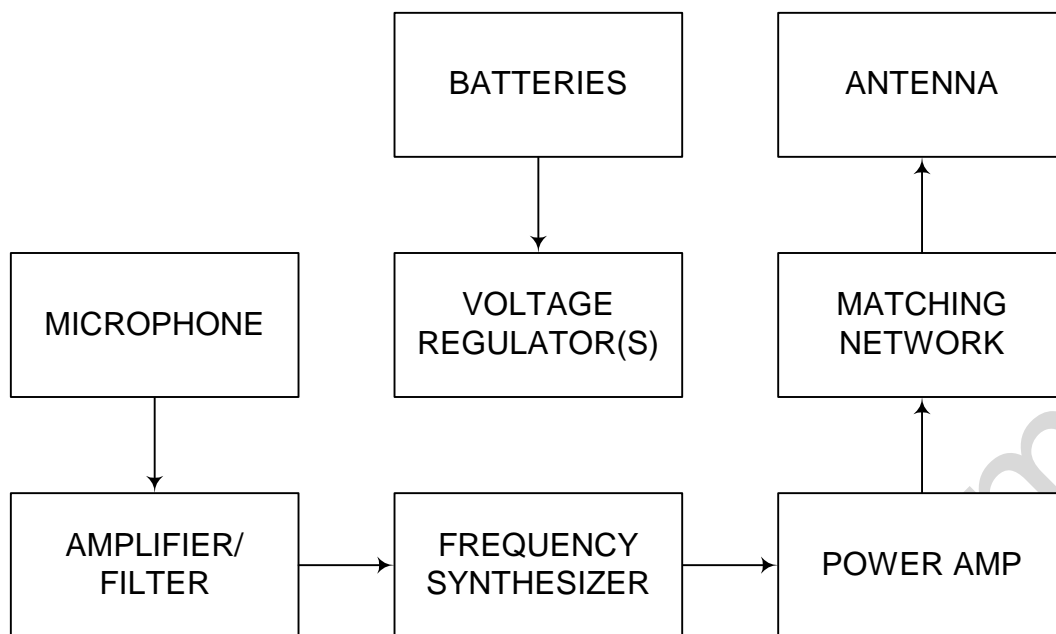 BATTERIES
ANTENNA
MICROPHONE
VOLTAGE
REGULATOR(S)
MATCHING
NETWORK
AMPLIFIER/
FILTER
FREQUENCY
SYNTHESIZER
POWER AMP